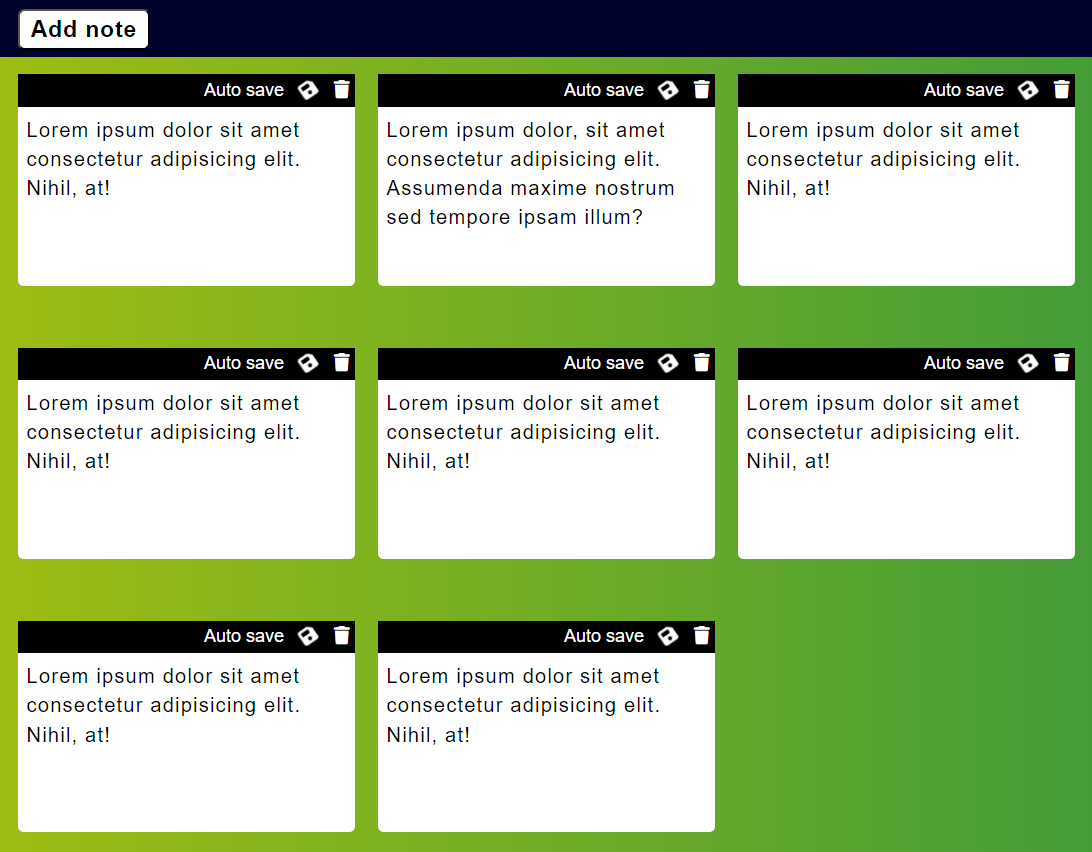 Add note
Auto save
Lorem ipsum dolor sit amet
consectetur adipisicing elit.
Nihil, at!
Auto save
Lorem ipsum dolor, sit amet
consectetur adipisicing elit.
Assumenda maxime nostrum
sed tempore ipsam illum?
Auto save
Lorem ipsum dolor sit amet
consectetur adipisicing elit.
Nihil, at!
Auto save
Lorem ipsum dolor sit amet
consectetur adipisicing elit.
Nihil, at!
Auto save
Lorem ipsum dolor sit amet
consectetur adipisicing elit.
Nihil, at!
Auto save
Lorem ipsum dolor sit amet
consectetur adipisicing elit.
Nihil, at!
Auto save
Lorem ipsum dolor sit amet
consectetur adipisicing elit.
Nihil, at!
Auto save
Lorem ipsum dolor sit amet
consectetur adipisicing elit.
Nihil, at!